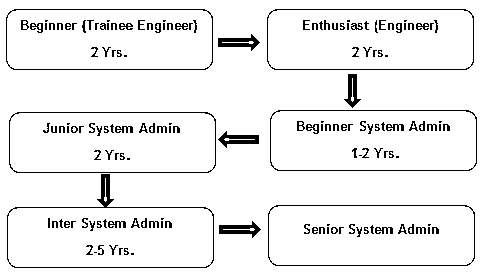 Beginner (Trainee Engineer)
2 Yrs.
Enthusiast (Engineer)
2 Yrs.
Beginner System Admin
1-2 Yrs.
Junior System Admin
2 Yrs.
Inter System Admin
2-5 Yrs.
Senior System Admin